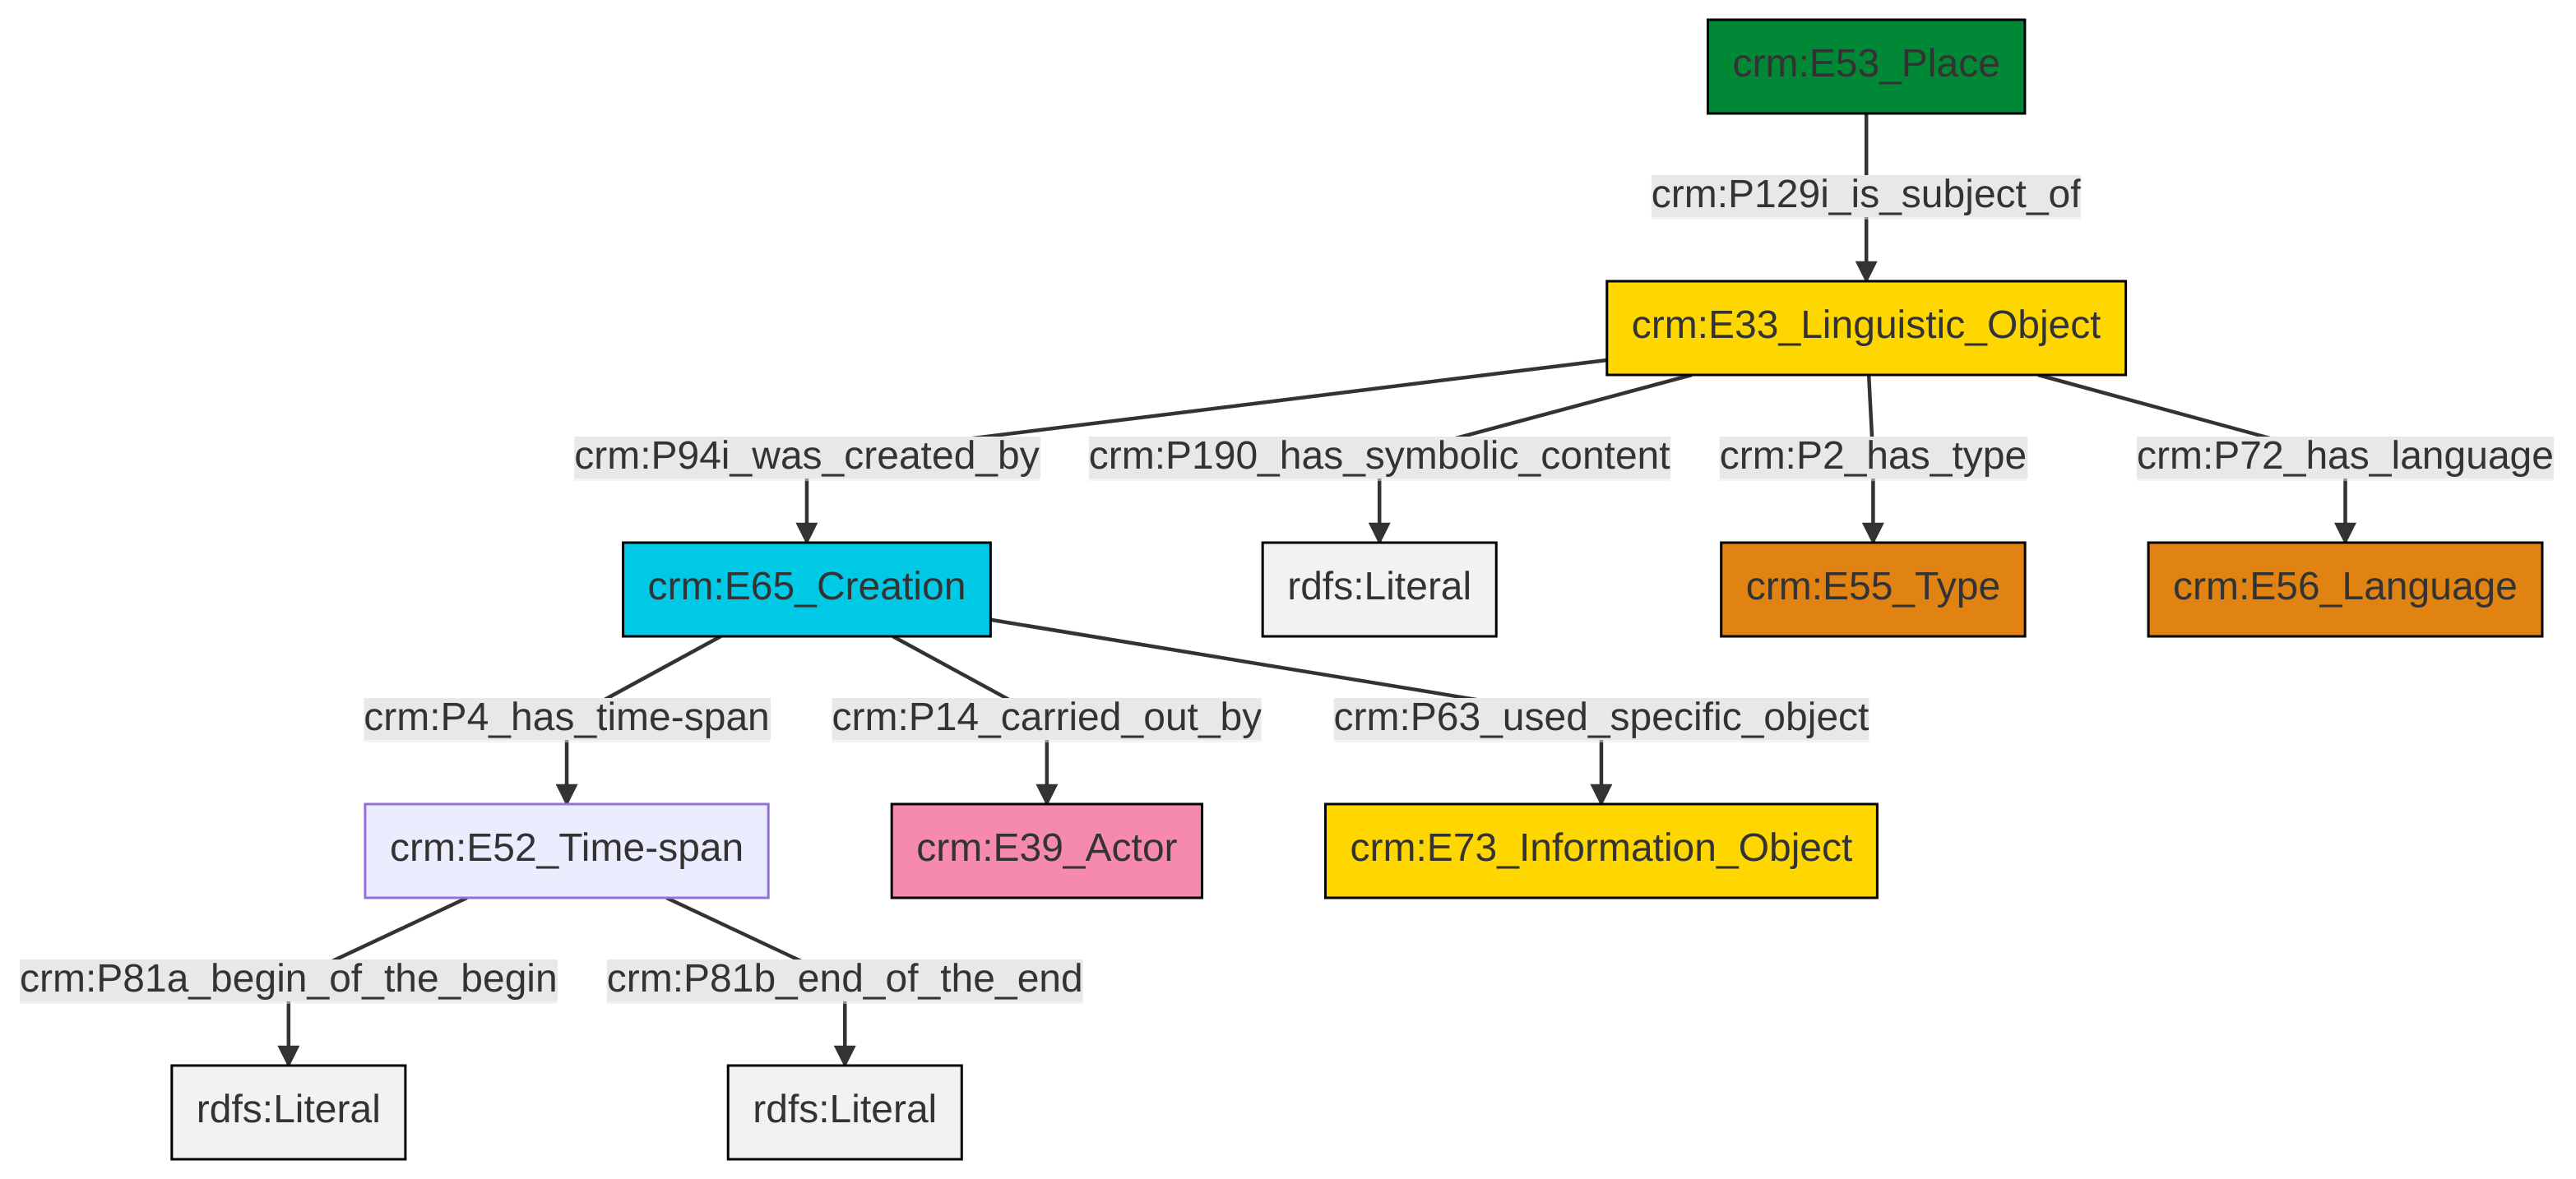 crm:E53_Place
crm:P129i_is_subject_of
crm:E33_Linguistic_Object
crm:P94i_was_created_by
crm:P190_has_symbolic_content
crm:P2_has_type
crm:P72_has_language
crm:E65_Creation
rdfs:Literal
crm:E55_Type
crm:E56_Language
crm:P4_has_time-span
crm:P14_carried_out_by
crm:P63_used_specific_object
crm:E52_Time-span
crm:E39_Actor
crm:E73_Information_Object
crm:P81a_begin_of_the_begin
crm:P81b_end_of_the_end
rdfs:Literal
rdfs:Literal